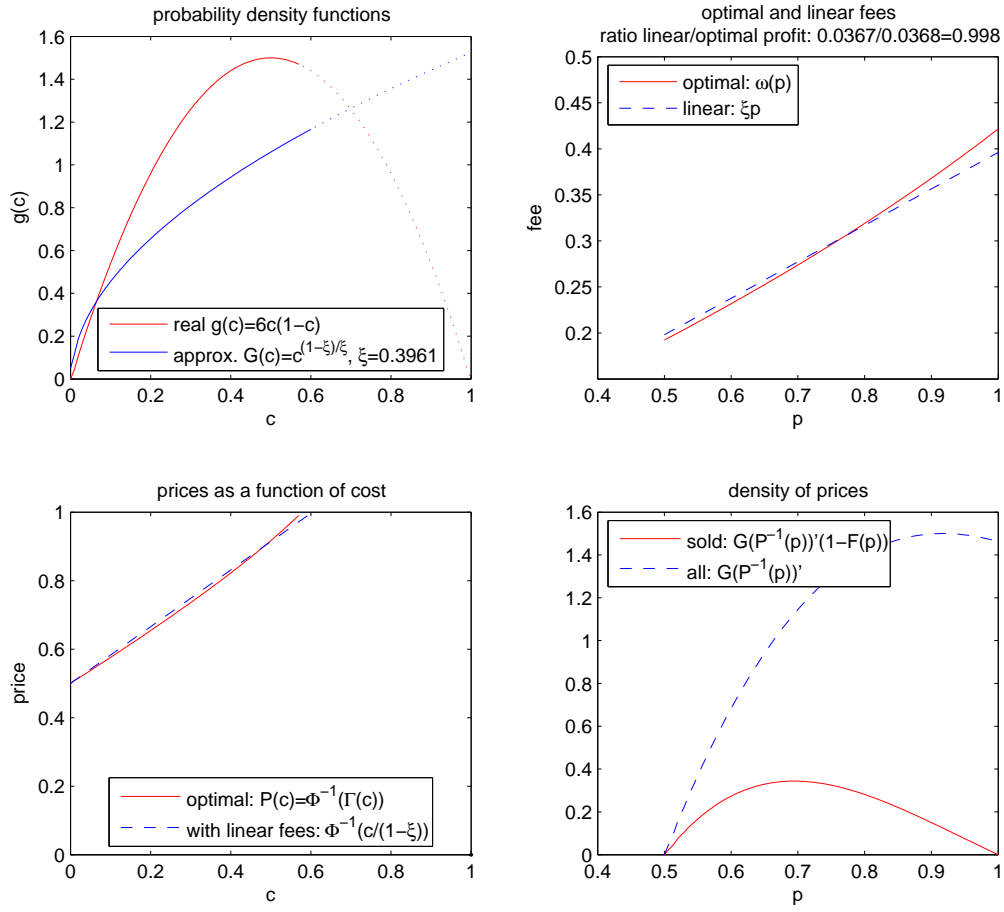 probability density functions
1.6
1.4
1.2
1
0.8
0.6
0.4
0.2
0
g(c)
real g(c)=6c(1−c)
approx. G(c)=c^(1−ξ)/ξ, ξ=0.3961
0 0.2 0.4 0.6 0.8 1
c
optimal and linear fees
ratio linear/optimal profit: 0.0367/0.0368=0.998
0.5
0.45
0.4
0.35
0.3
0.25
0.2
fee
optimal: ω(p)
linear: ξp
0.4 0.5 0.6 0.7 0.8 0.9 1
p
prices as a function of cost
1
0.8
0.6
0.4
0.2
0
price
optimal: P(c)=Φ⁻¹(Γ(c))
with linear fees: Φ⁻¹(c/(1−ξ))
0 0.2 0.4 0.6 0.8 1
c
density of prices
1.6
1.4
1.2
1
0.8
0.6
0.4
0.2
0
sold: G(P⁻¹(p))'(1−F(p))
all: G(P⁻¹(p))'
0.4 0.5 0.6 0.7 0.8 0.9 1
p